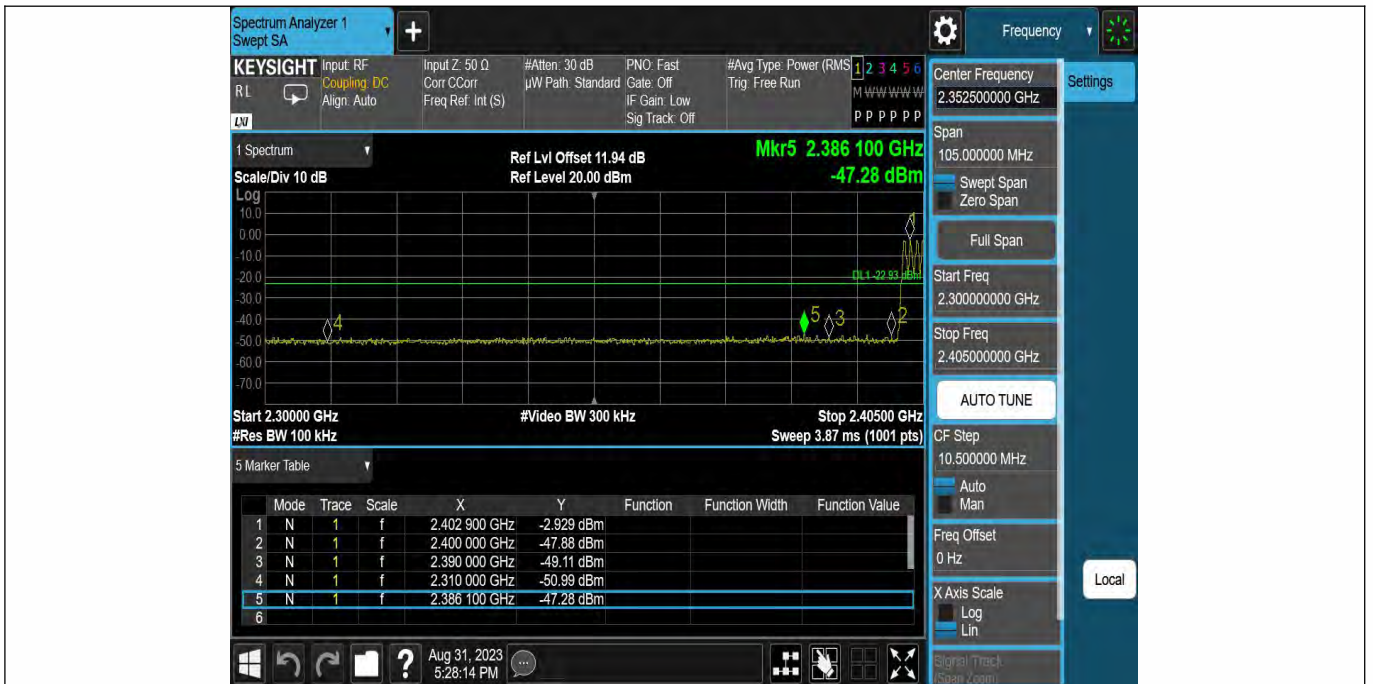 Spectrum Analyzer 1
Swept SA
+
Frequency
KEYSIGHT
RL
LXI
Input: RF
Coupling: DC
Align: Auto
Input Z: 50 Ω
Corr CCorr
Freq Ref: Int (S)
#Atten: 30 dB
µW Path: Standard
PNO: Fast
Gate: Off
IF Gain: Low
Sig Track: Off
#Avg Type: Power (RMS
Trig: Free Run
1 2 3 4 5 6
M W W W W W
P P P P P P
1 Spectrum
Scale/Div 10 dB
Ref Lvl Offset 11.94 dB
Ref Level 20.00 dBm
Mkr5 2.386 100 GHz
-47.28 dBm
Log
10.0
0.00
-10.0
-20.0
-30.0
-40.0
-50.0
-60.0
-70.0
DL1 -22.93 dBm
1
2
3
4
5
Start 2.30000 GHz
#Res BW 100 kHz
#Video BW 300 kHz
Stop 2.40500 GHz
Sweep 3.87 ms (1001 pts)
5 Marker Table
Mode Trace Scale X Y Function Function Width Function Value
1 N 1 f 2.402 900 GHz -2.929 dBm
2 N 1 f 2.400 000 GHz -47.88 dBm
3 N 1 f 2.390 000 GHz -49.11 dBm
4 N 1 f 2.310 000 GHz -50.99 dBm
5 N 1 f 2.386 100 GHz -47.28 dBm
6
?
Aug 31, 2023
5:28:14 PM
Center Frequency
2.352500000 GHz
Settings
Span
105.000000 MHz
Swept Span
Zero Span
Full Span
Start Freq
2.300000000 GHz
Stop Freq
2.405000000 GHz
AUTO TUNE
CF Step
10.500000 MHz
Auto
Man
Freq Offset
0 Hz
Local
X Axis Scale
Log
Lin
Signal Track
(Span Zoom)